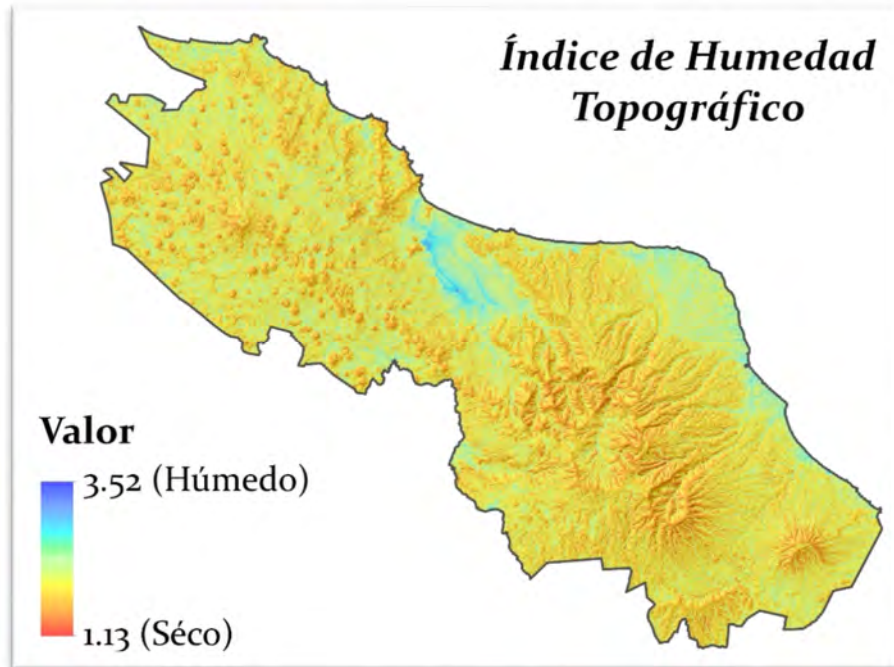 Índice de Humedad
Topográfico
Valor
3.52 (Húmedo)
1.13 (Séco)